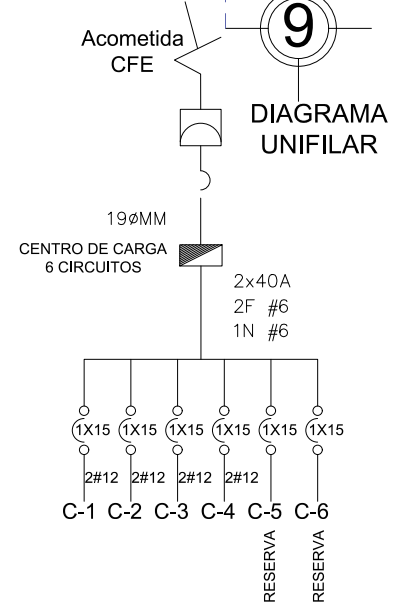 Acometida
CFE
9
DIAGRAMA
UNIFILAR
19øMM
CENTRO DE CARGA
6 CIRCUITOS
2x40A
2F #6
1N #6
1X15 1X15 1X15 1X15 1X15 1X15
2#12 2#12 2#12 2#12
C-1 C-2 C-3 C-4 C-5 C-6
RESERVA
RESERVA